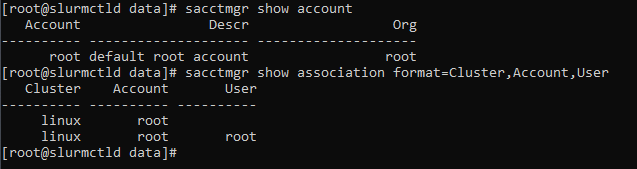 [root@slurmctld data]# sacctmgr show account
   Account                Descr                  Org
---------- -------------------- --------------------
      root default root account                 root
[root@slurmctld data]# sacctmgr show association format=Cluster,Account,User
   Cluster    Account       User
---------- ---------- ----------
     linux       root
     linux       root       root
[root@slurmctld data]#